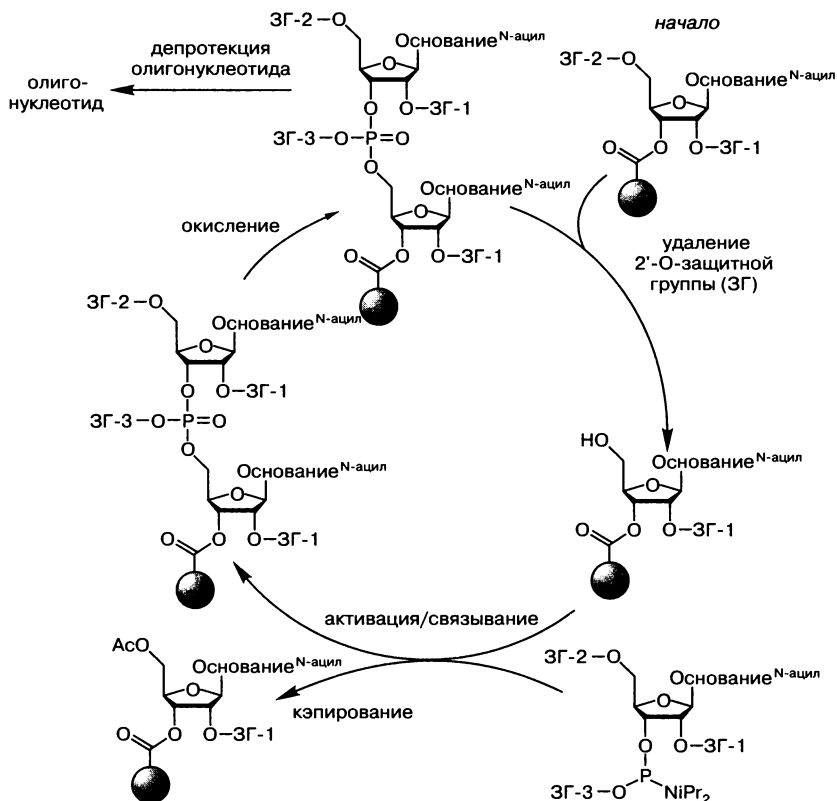 начало
ЗГ-2–O
Основание N-ацил
депротекция
олигонуклеотида
олиго-
нуклеотид
O
O
O–ЗГ-1
ЗГ-3–O–P=O
O
ЗГ-2–O
Основание N-ацил
O
O
O–ЗГ-1
O
Основание N-ацил
O
O
O
O–ЗГ-1
окисление
удаление
2'-О-защитной
группы (ЗГ)
ЗГ-2–O
Основание N-ацил
O
O
O–ЗГ-1
ЗГ-3–O–P=O
O
Основание N-ацил
O
O
O
O–ЗГ-1
HO
Основание N-ацил
O
O
O
O–ЗГ-1
активация/связывание
кэпирование
AcO
Основание N-ацил
O
O
O
O–ЗГ-1
ЗГ-2–O
Основание N-ацил
O
O
O–ЗГ-1
ЗГ-3–O
P
NiPr2